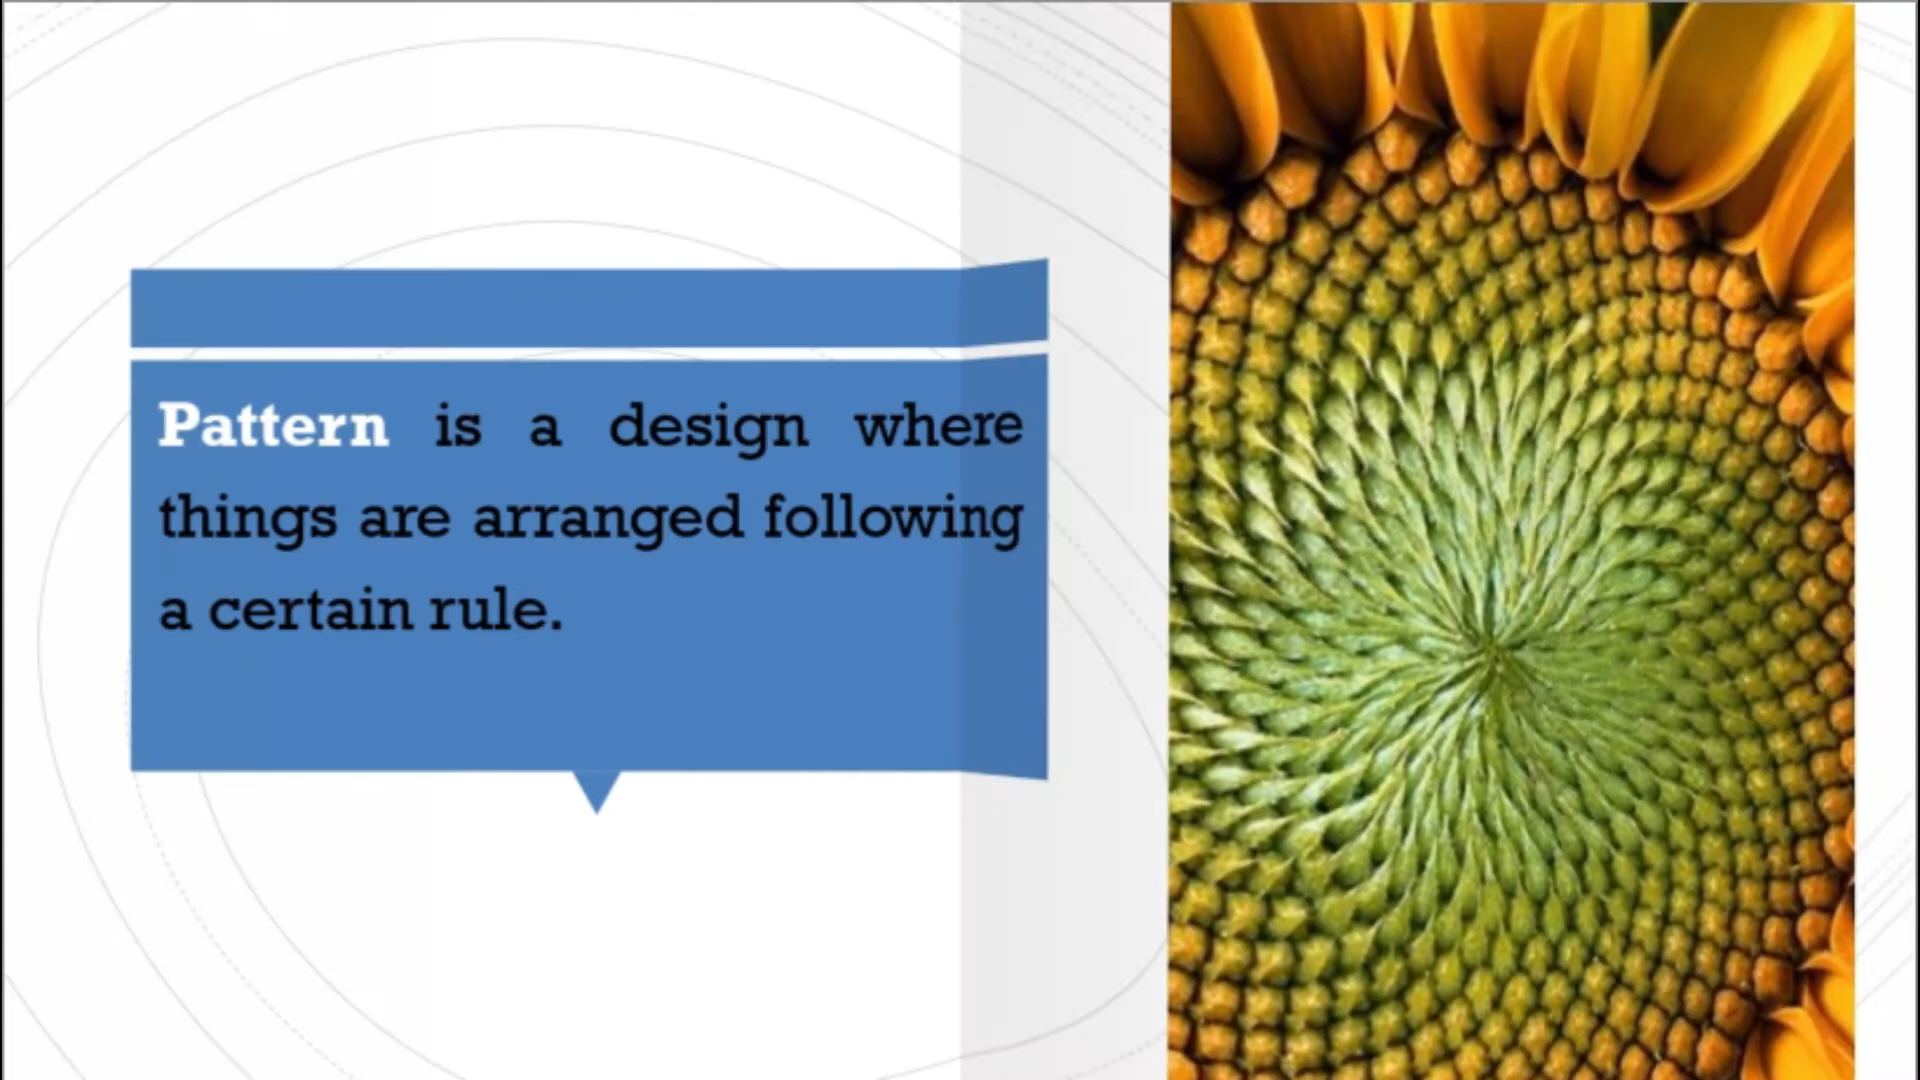 Pattern is a design where
things are arranged following
a certain rule.